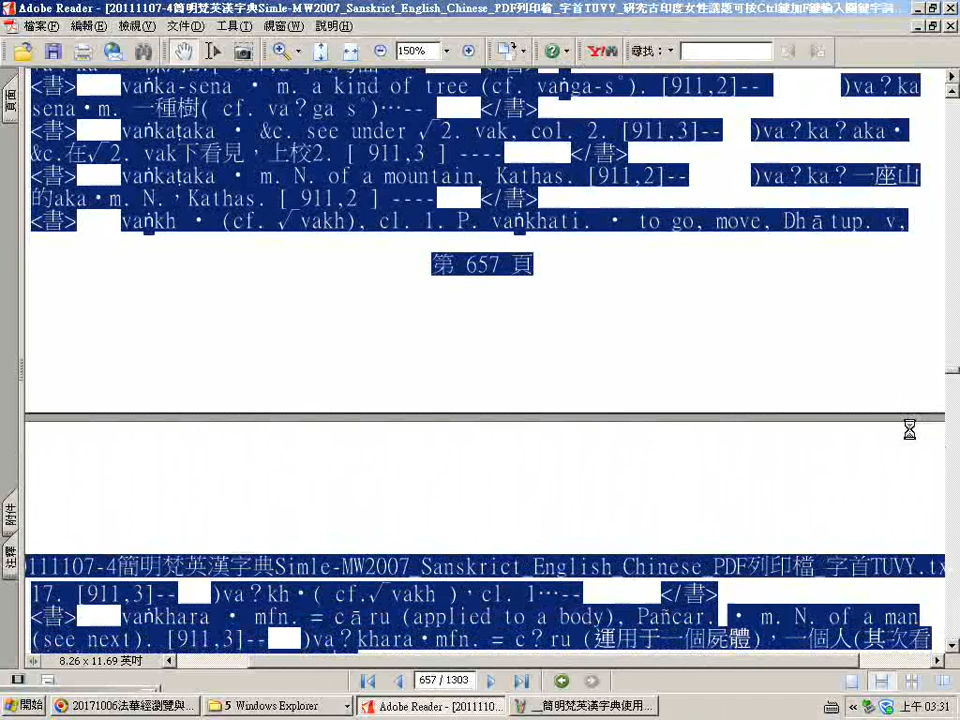 Adobe Reader - [20111107-4簡明梵英漢字典Simle-MW2007_Sanskrict_English_Chinese_PDF列印檔_字首TUVY_研究古印度女性議題可按Ctrl鍵加F鍵輸入關鍵字詞...
檔案(F) 編輯(E) 檢視(V) 文件(D) 工具(T) 視窗(W) 說明(H)
150% 尋找：
頁面
<書> vaṅka-sena · m. a kind of tree (cf. vaṅga-s°). [911,2]-- )va？ka
sena·m. 一種樹( cf. va？ga s°)…-- </書>
<書> vaṅkaṭaka · &c. see under √2. vak, col. 2. [911,3]-- )va？ka？aka·
&c.在√2. vak下看見，上校2. [ 911,3 ] ---- </書>
<書> vaṅkaṭaka · m. N. of a mountain, Kathas. [911,2]-- )va？ka？一座山
的aka·m. N.，Kathas. [ 911,2 ] ---- </書>
<書> vaṅkh · (cf. √vakh), cl. 1. P. vaṅkhati. · to go, move, Dhātup. v,
第 657 頁
附件
註釋
111107-4簡明梵英漢字典Simle-MW2007_Sanskrict_English_Chinese_PDF列印檔_字首TUVY.tx
17. [911,3]-- )va？kh·( cf.√vakh )，cl. 1…-- </書>
<書> vaṅkhara · mfn. = cāru (applied to a body), Pañcar. · m. N. of a man
(see next). [911,3]-- )va？khara·mfn. = c？ru (運用于一個屍體)，一個人(其次看
8.26 x 11.69 英吋
657 / 1303
開始 20171006法華經瀏覽與... 5 Windows Explorer Adobe Reader - [2011110... __簡明梵英字典使用... 上午 03:31